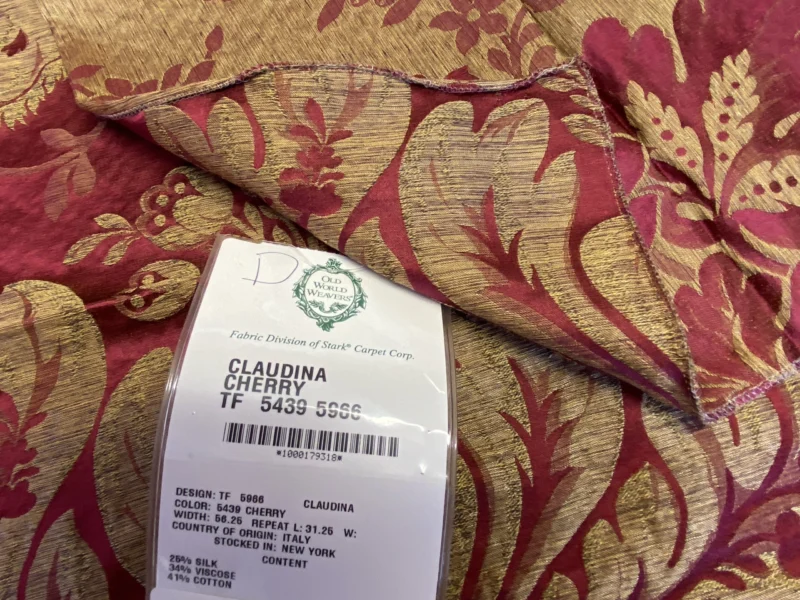 D
OLD
WORLD
WEAVERS®
Fabric Division of Stark® Carpet Corp.
CLAUDINA
CHERRY
TF 5439 5966
*1000179318*
DESIGN: TF 5966 CLAUDINA
COLOR: 5439 CHERRY
WIDTH: 56.25 REPEAT L: 31.25 W:
COUNTRY OF ORIGIN: ITALY
STOCKED IN: NEW YORK
CONTENT
25% SILK
34% VISCOSE
41% COTTON